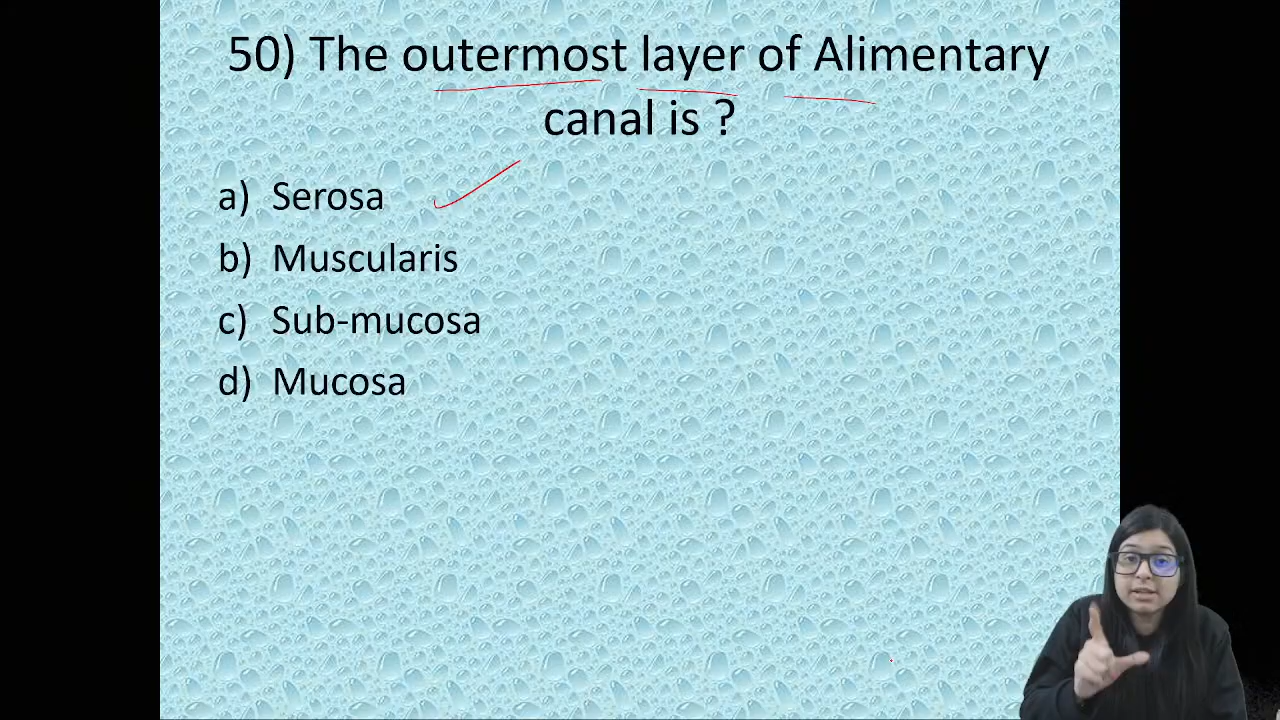 50) The outermost layer of Alimentary
canal is ?
a) Serosa
b) Muscularis
c) Sub-mucosa
d) Mucosa